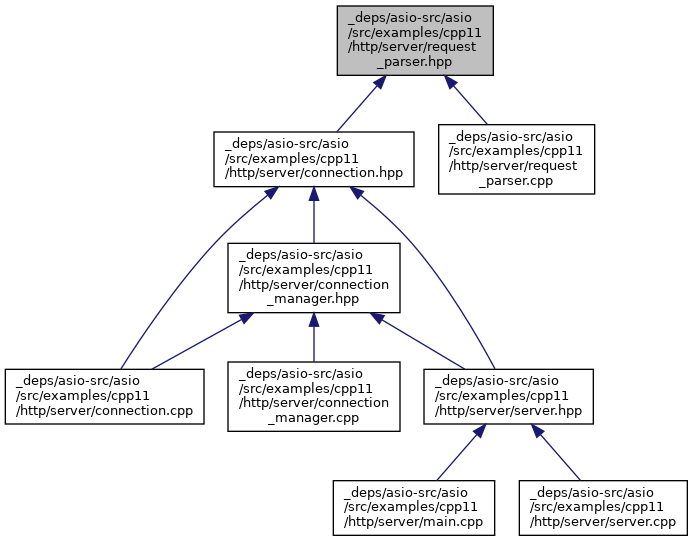 _deps/asio-src/asio
/src/examples/cpp11
/http/server/request
_parser.hpp
_deps/asio-src/asio
/src/examples/cpp11
/http/server/connection.hpp
_deps/asio-src/asio
/src/examples/cpp11
/http/server/request
_parser.cpp
_deps/asio-src/asio
/src/examples/cpp11
/http/server/connection
_manager.hpp
_deps/asio-src/asio
/src/examples/cpp11
/http/server/connection.cpp
_deps/asio-src/asio
/src/examples/cpp11
/http/server/connection
_manager.cpp
_deps/asio-src/asio
/src/examples/cpp11
/http/server/server.hpp
_deps/asio-src/asio
/src/examples/cpp11
/http/server/main.cpp
_deps/asio-src/asio
/src/examples/cpp11
/http/server/server.cpp